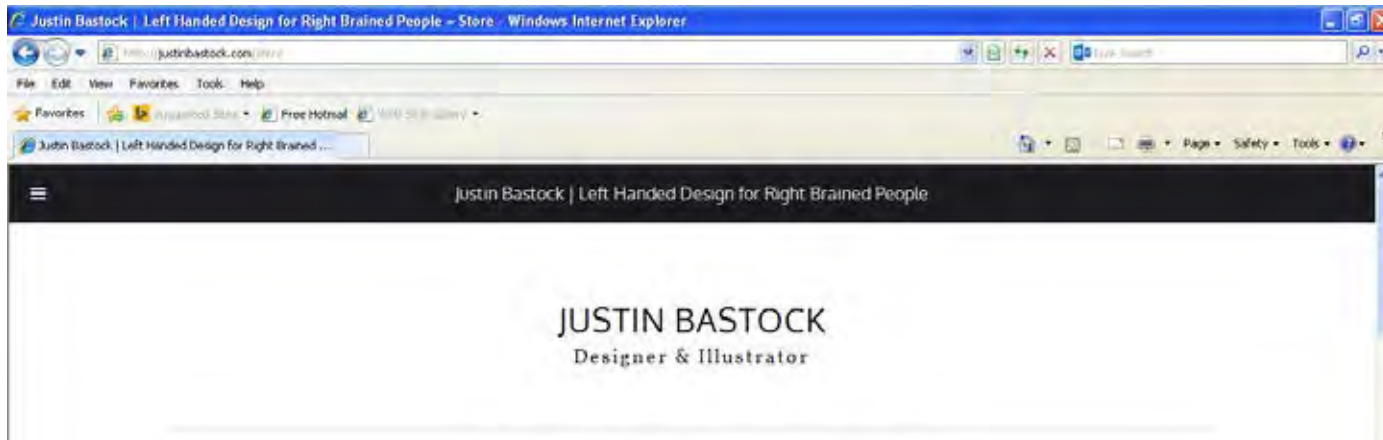 Justin Bastock | Left Handed Design for Right Brained People - Store - Windows Internet Explorer
justinbastock.com
File Edit View Favorites Tools Help
Favorites Free Hotmail
Justin Bastock | Left Handed Design for Right Brained ... Page Safety Tools
Justin Bastock | Left Handed Design for Right Brained People
JUSTIN BASTOCK
Designer & Illustrator